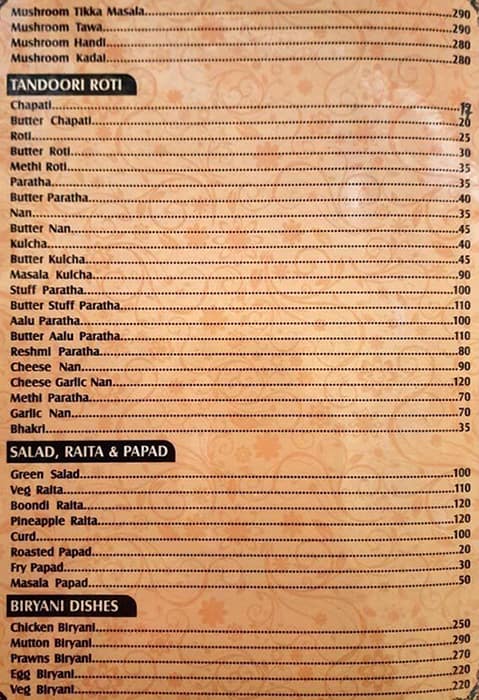 Mushroom Tikka Masala 290
Mushroom Tawa 290
Mushroom Handi 280
Mushroom Kadai 280
TANDOORI ROTI
Chapati
Butter Chapati 20
Roti 25
Butter Roti 30
Methi Roti 35
Paratha 35
Butter Paratha 40
Nan 35
Butter Nan 45
Kulcha 40
Butter Kulcha 45
Masala Kulcha 90
Stuff Paratha 100
Butter Stuff Paratha 110
Aalu Paratha 100
Butter Aalu Paratha 110
Reshmi Paratha 80
Cheese Nan 90
Cheese Garlic Nan 120
Methi Paratha 70
Garlic Nan 70
Bhakri 35
SALAD, RAITA & PAPAD
Green Salad 100
Veg Raita 110
Boondi Raita 120
Pineapple Raita 120
Curd 100
Roasted Papad 20
Fry Papad 30
Masala Papad 50
BIRYANI DISHES
Chicken Biryani 250
Mutton Biryani 290
Prawns Biryani 270
Egg Biryani 220
Veg Biryani 220